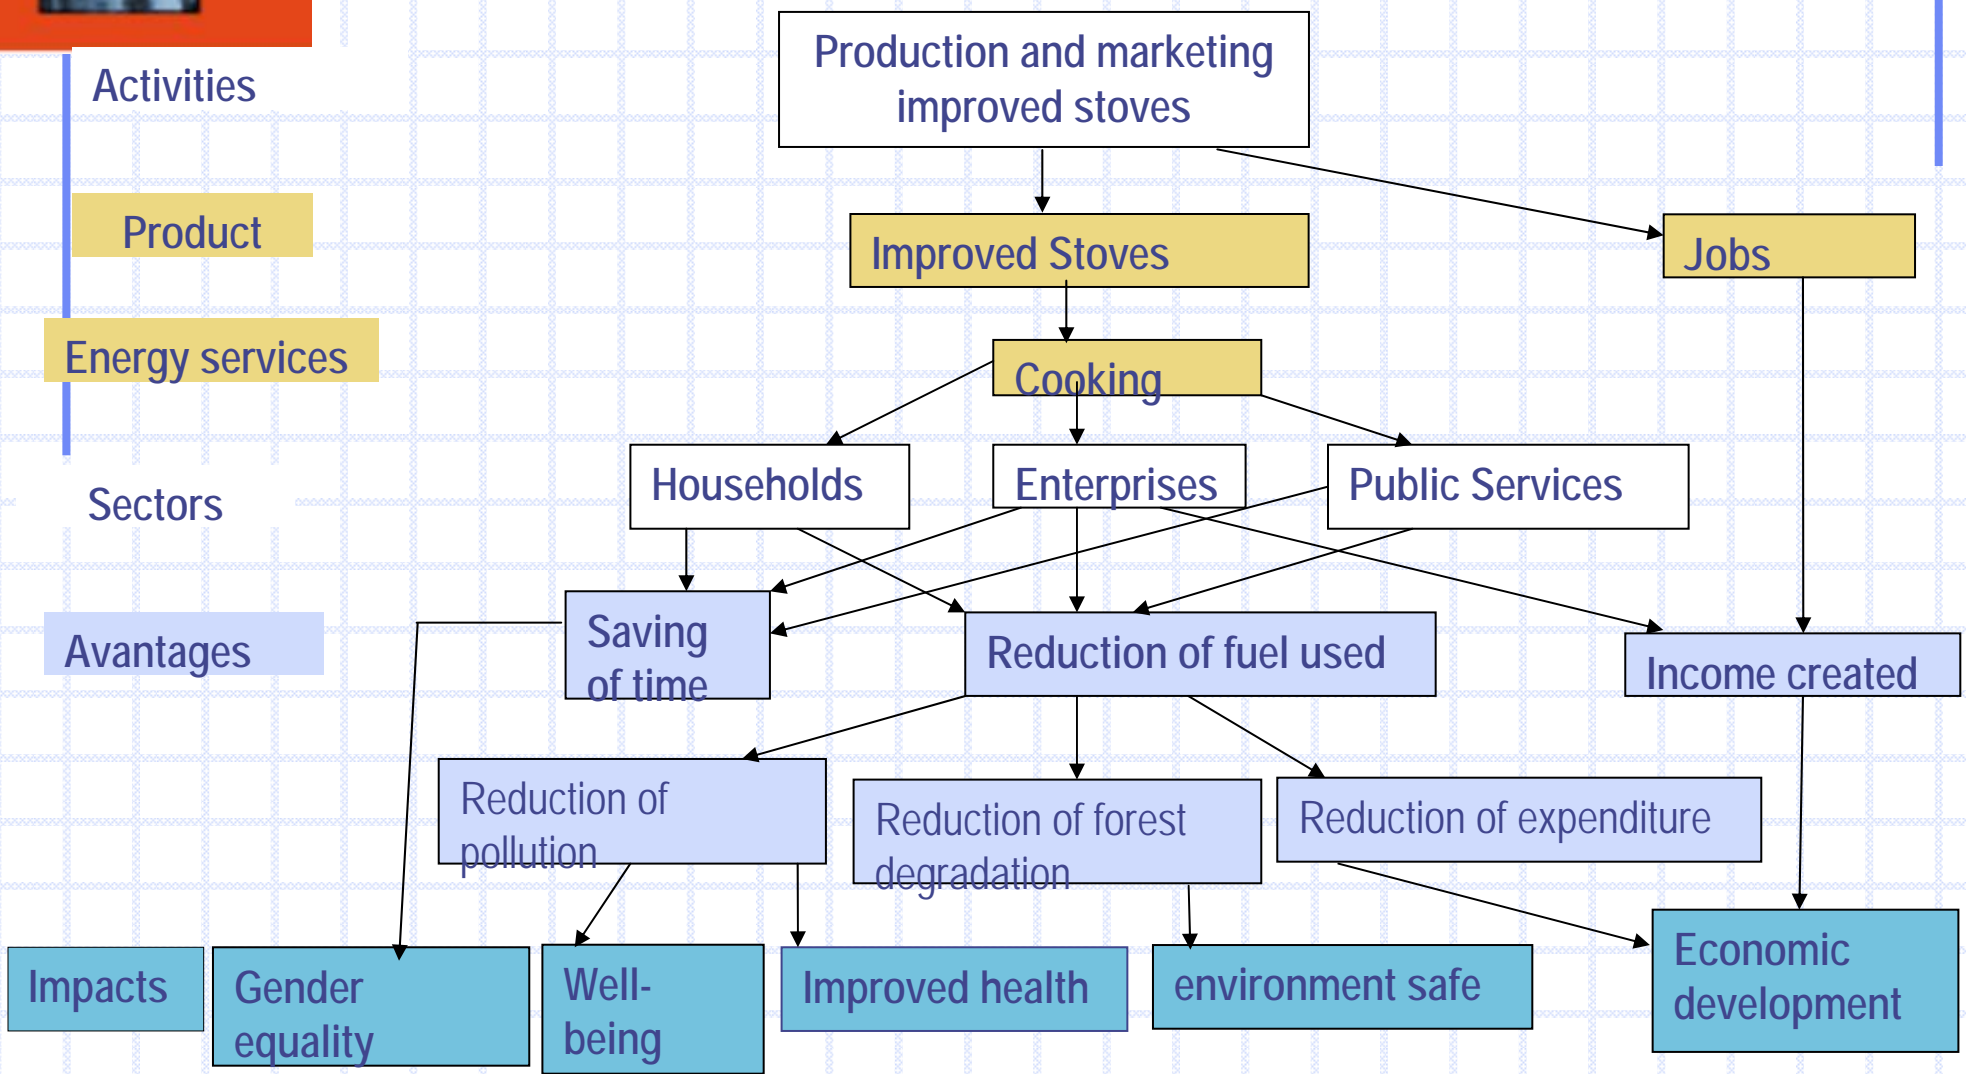 Production and marketing
improved stoves
Activities
Product
Improved Stoves
Jobs
Energy services
Cooking
Households
Enterprises
Public Services
Sectors
Saving
of time
Avantages
Reduction of fuel used
Income created
Reduction of
pollution
Reduction of forest
degradation
Reduction of expenditure
Impacts
Gender
equality
Well-
being
Improved health
environment safe
Economic
development